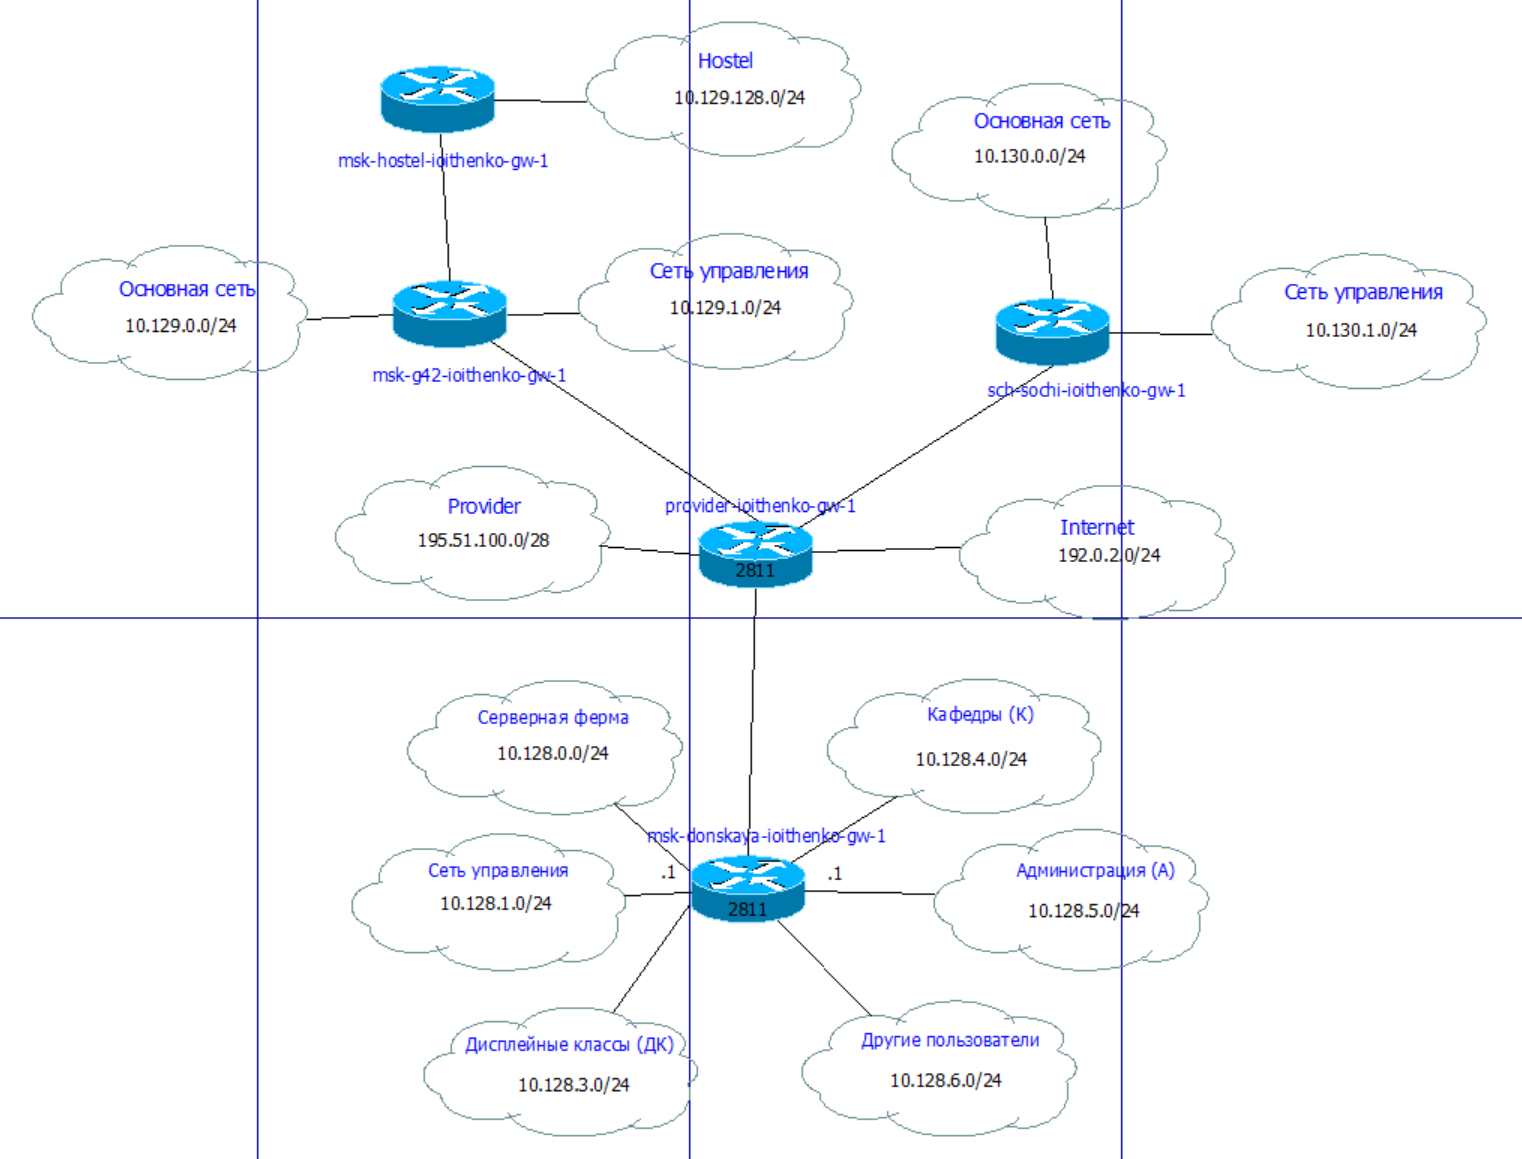 Hostel
10.129.128.0/24
msk-hostel-ioithenko-gw-1
Основная сеть
10.130.0.0/24
Основная сеть
10.129.0.0/24
Сеть управления
10.129.1.0/24
msk-g42-ioithenko-gw-1
Сеть управления
10.130.1.0/24
sch-sochi-ioithenko-gw-1
Provider
195.51.100.0/28
provider-ioithenko-gw-1
2811
Internet
192.0.2.0/24
Серверная ферма
10.128.0.0/24
Кафедры (К)
10.128.4.0/24
msk-donskaya-ioithenko-gw-1
Сеть управления
10.128.1.0/24
.1
2811
.1
Администрация (А)
10.128.5.0/24
Дисплейные классы (ДК)
10.128.3.0/24
Другие пользователи
10.128.6.0/24